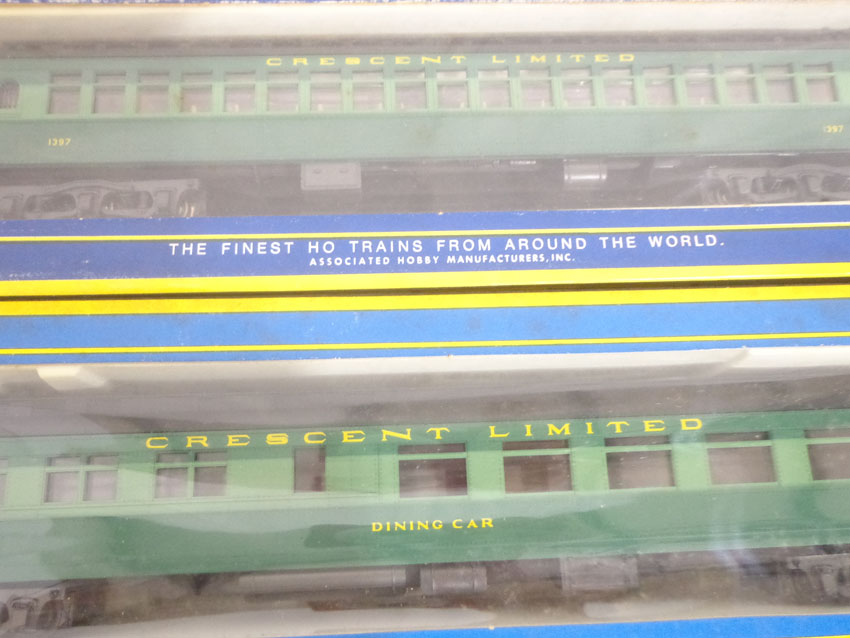 CRESCENT LIMITED
1397 1397
THE FINEST HO TRAINS FROM AROUND THE WORLD.
ASSOCIATED HOBBY MANUFACTURERS, INC.
CRESCENT LIMITED
DINING CAR